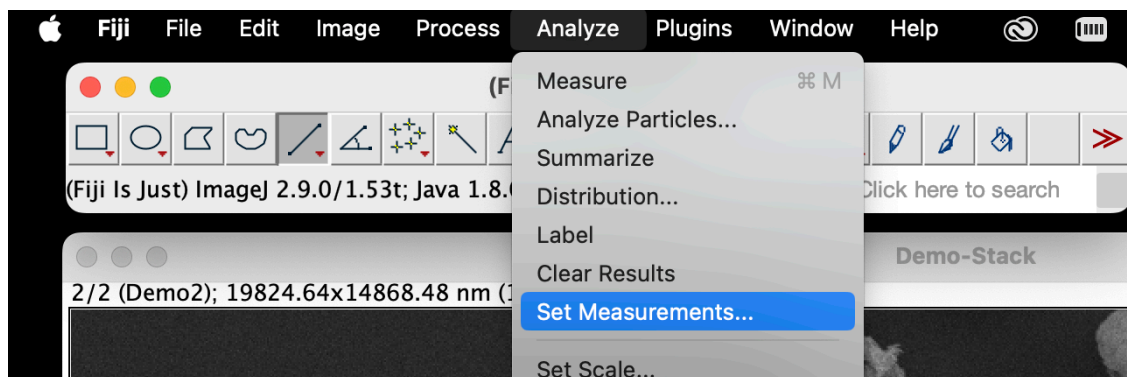 Fiji File Edit Image Process Analyze Plugins Window Help
(F
Measure ⌘ M
Analyze Particles...
(Fiji Is Just) ImageJ 2.9.0/1.53t; Java 1.8.
Click here to search
Summarize
Distribution...
Label
Clear Results
Demo-Stack
2/2 (Demo2); 19824.64x14868.48 nm (
Set Measurements...
Set Scale...